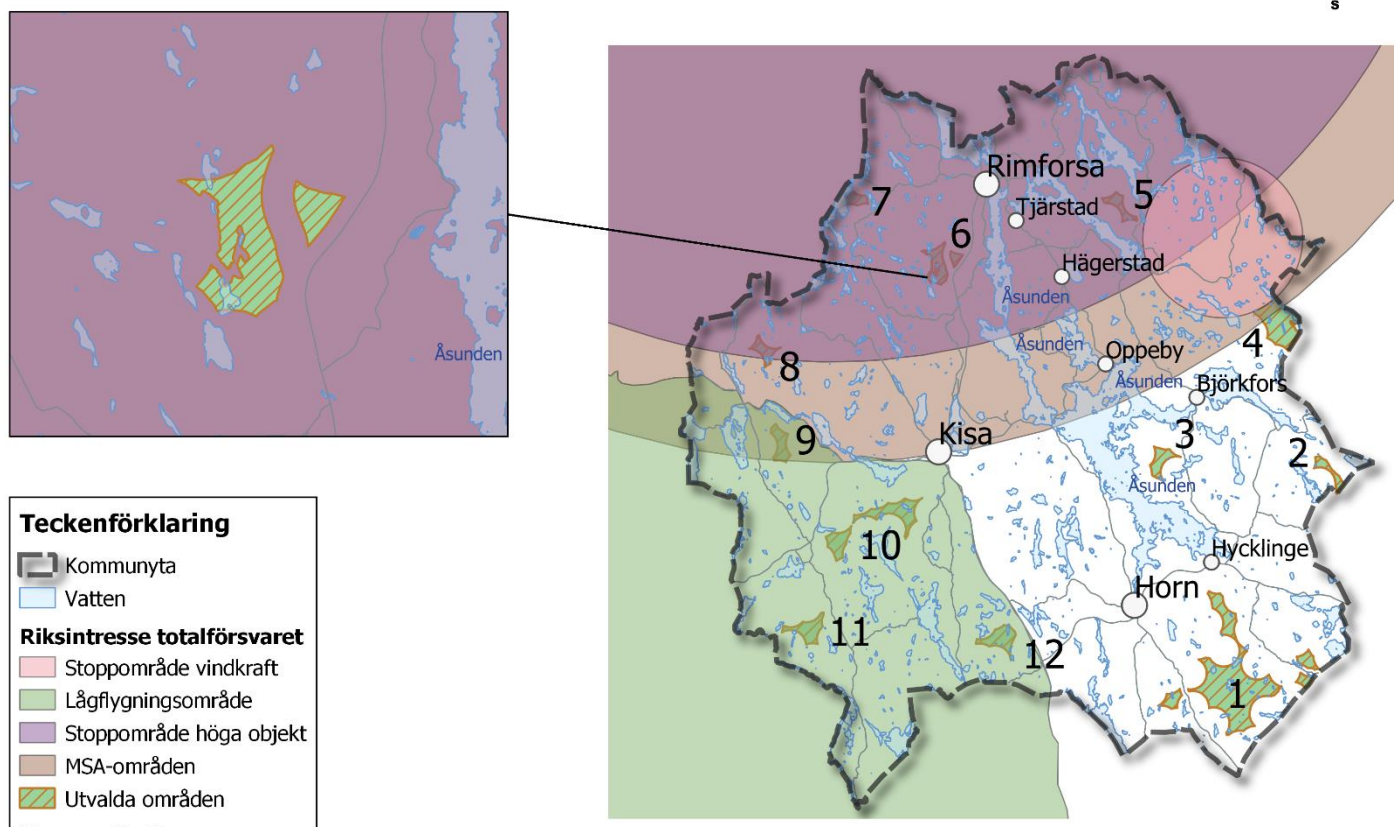 s
Åsunden
Rimforsa
7
5
Tjärstad
6
Hägerstad
Åsunden
Åsunden
4
8
Oppeby
Åsunden
Björkfors
9
Kisa
3
2
Åsunden
10
Hycklinge
Horn
11
12
1
Teckenförklaring
Kommunyta
Vatten
Riksintresse totalförsvaret
Stoppområde vindkraft
Lågflygningsområde
Stoppområde höga objekt
MSA-områden
Utvalda områden